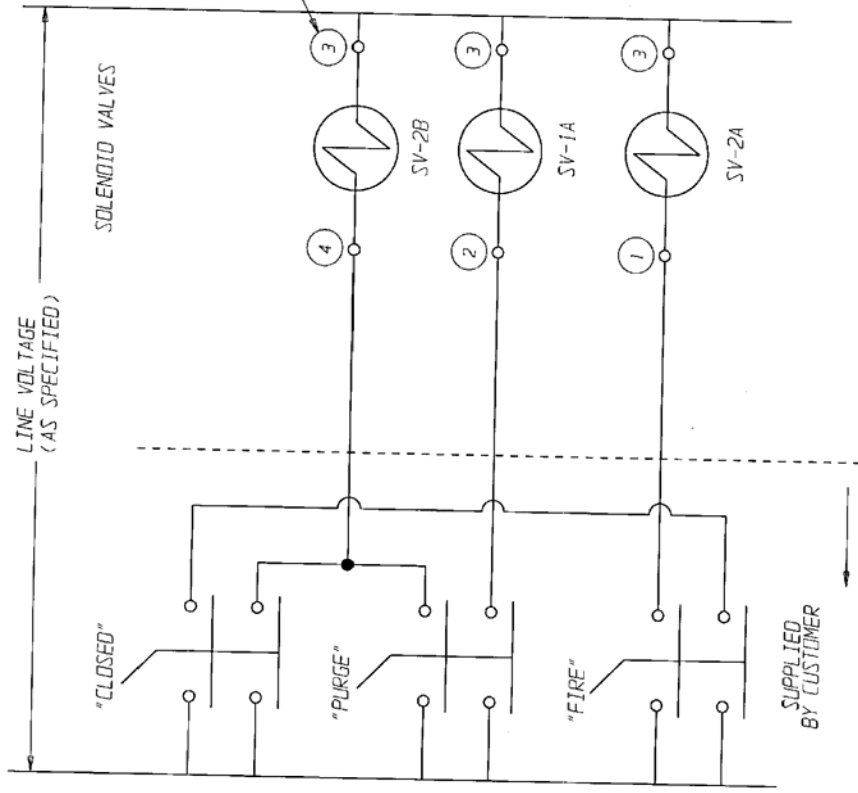 LINE VOLTAGE
(AS SPECIFIED)
SOLENOID VALVES
"CLOSED"
4
3
SV-2B
"PURGE"
2
3
SV-1A
"FIRE"
1
3
SV-2A
SUPPLIED
BY CUSTOMER